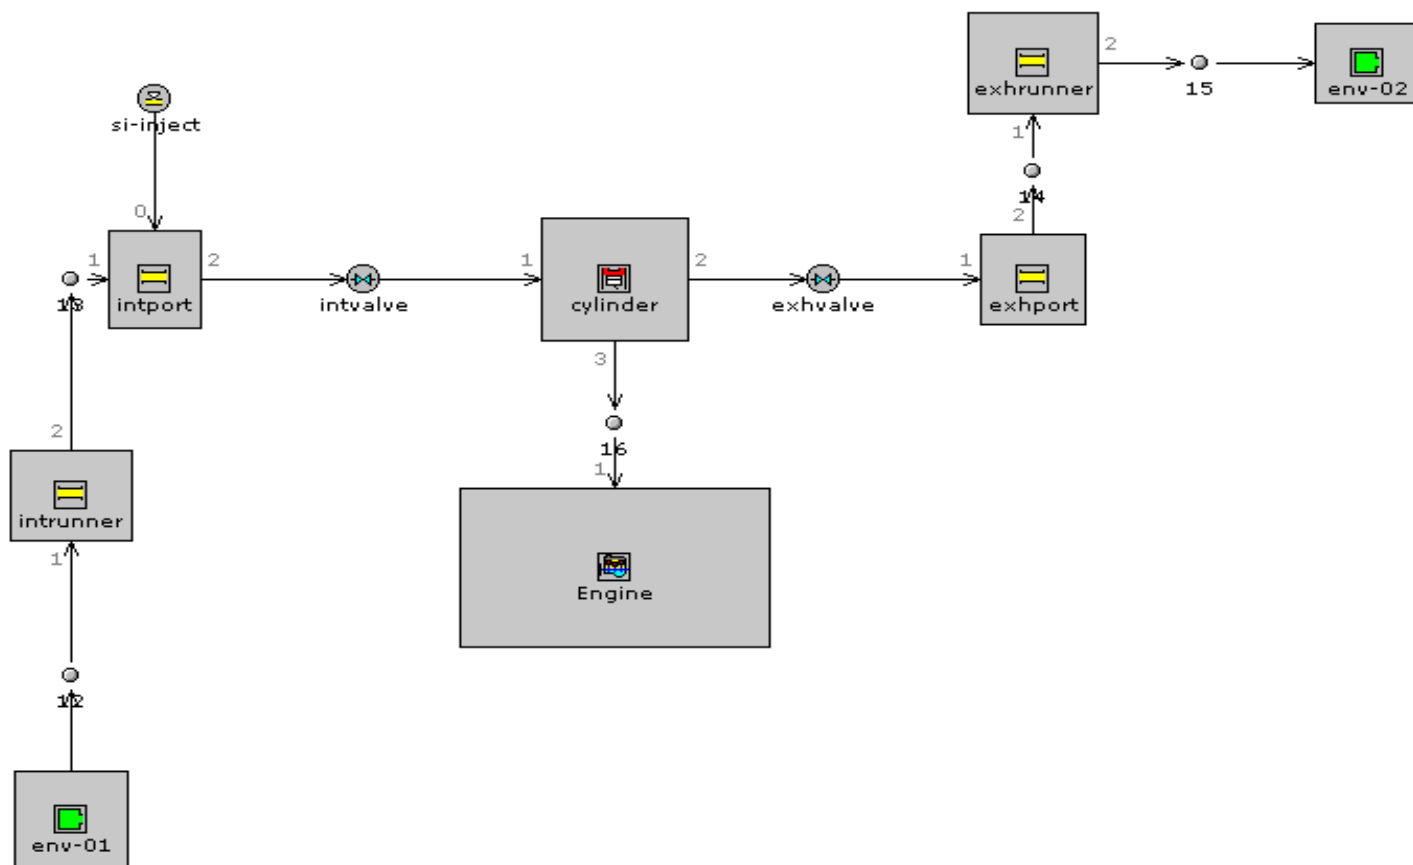 2
exhrunner
15
env-02
si-inject
1
14
0
2
1
2
1
2
1
13
intport
intvalve
cylinder
exhvalve
exhport
3
2
16
1
intrunner
1
Engine
12
env-01